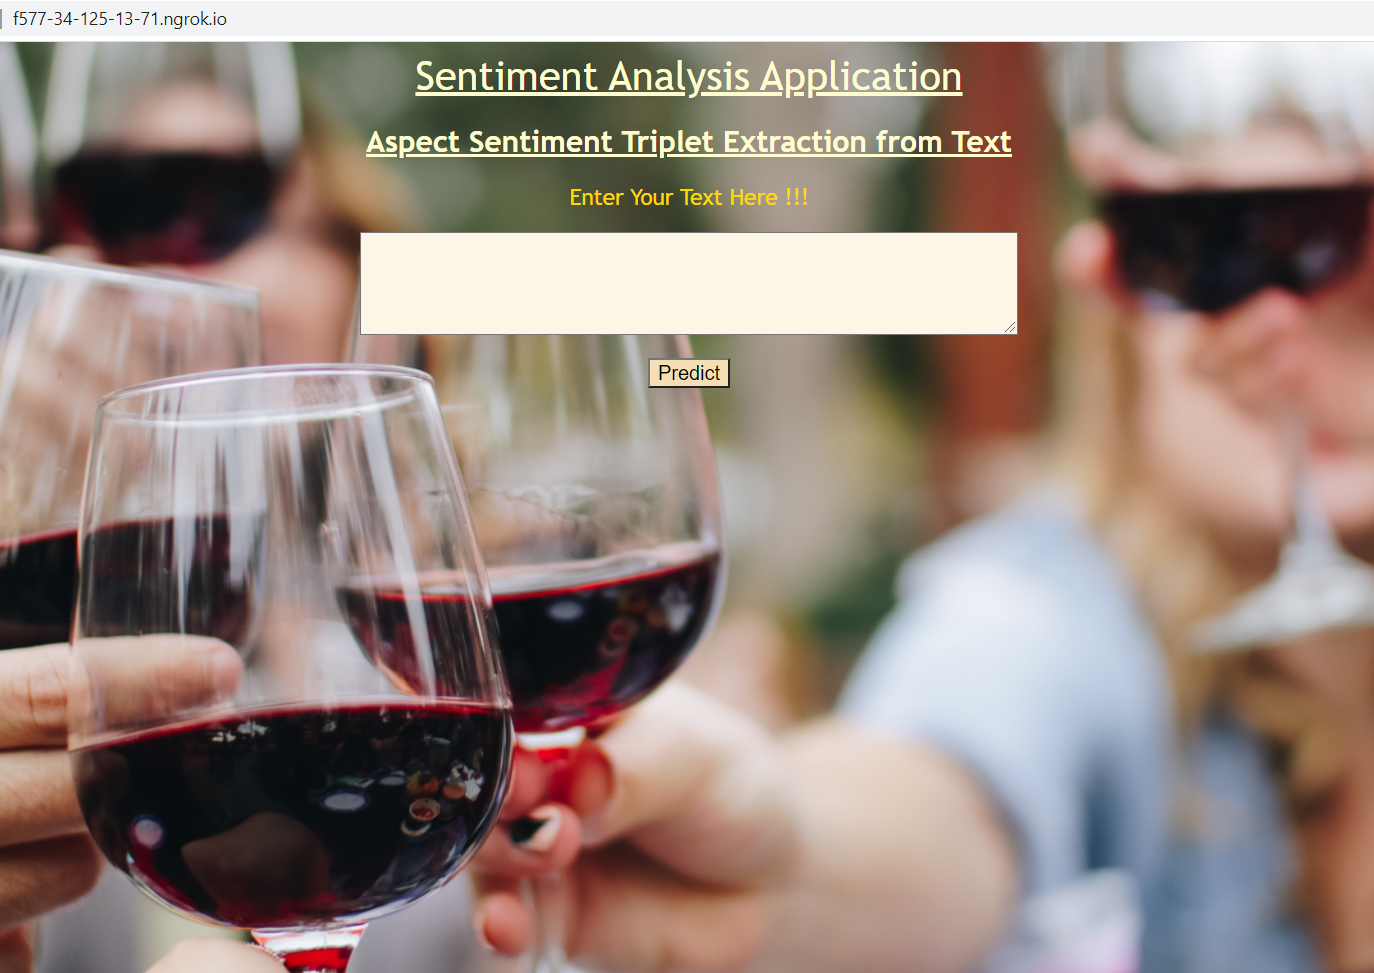 f577-34-125-13-71.ngrok.io
Sentiment Analysis Application
Aspect Sentiment Triplet Extraction from Text
Enter Your Text Here !!!
Predict